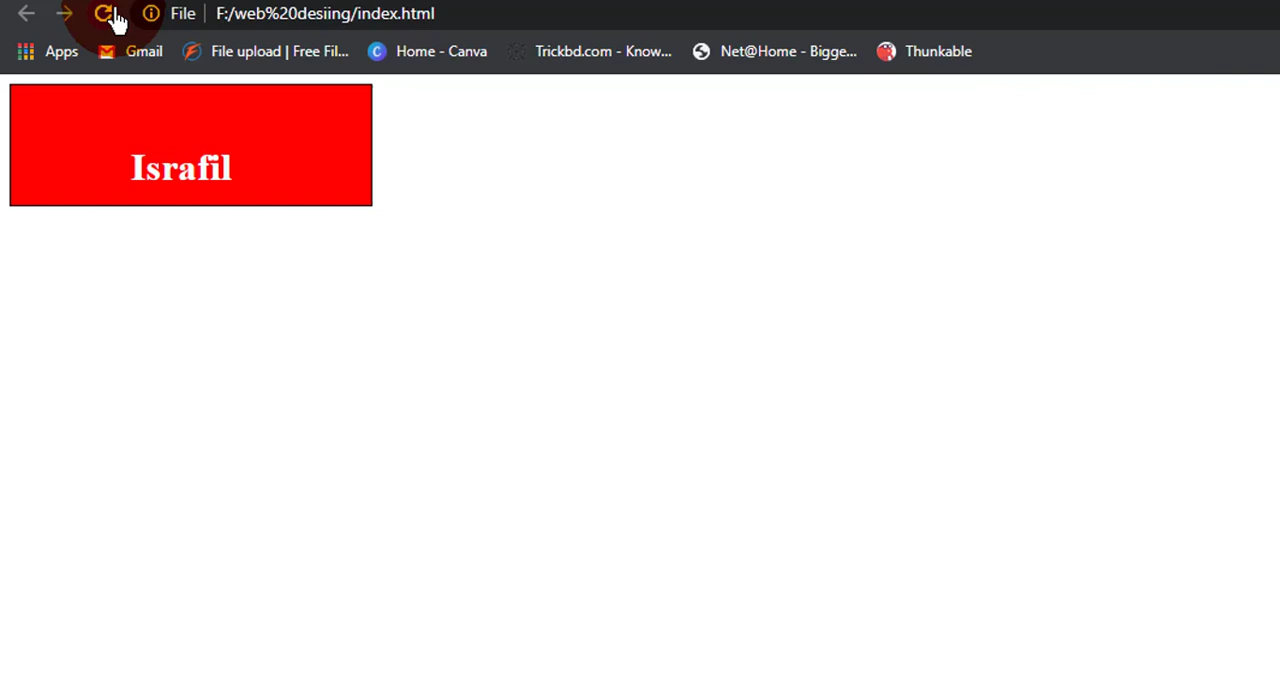 File F:/web%20desiing/index.html
Apps Gmail File upload | Free Fil... Home - Canva Trickbd.com - Know... Net@Home - Bigge... Thunkable
Israfil